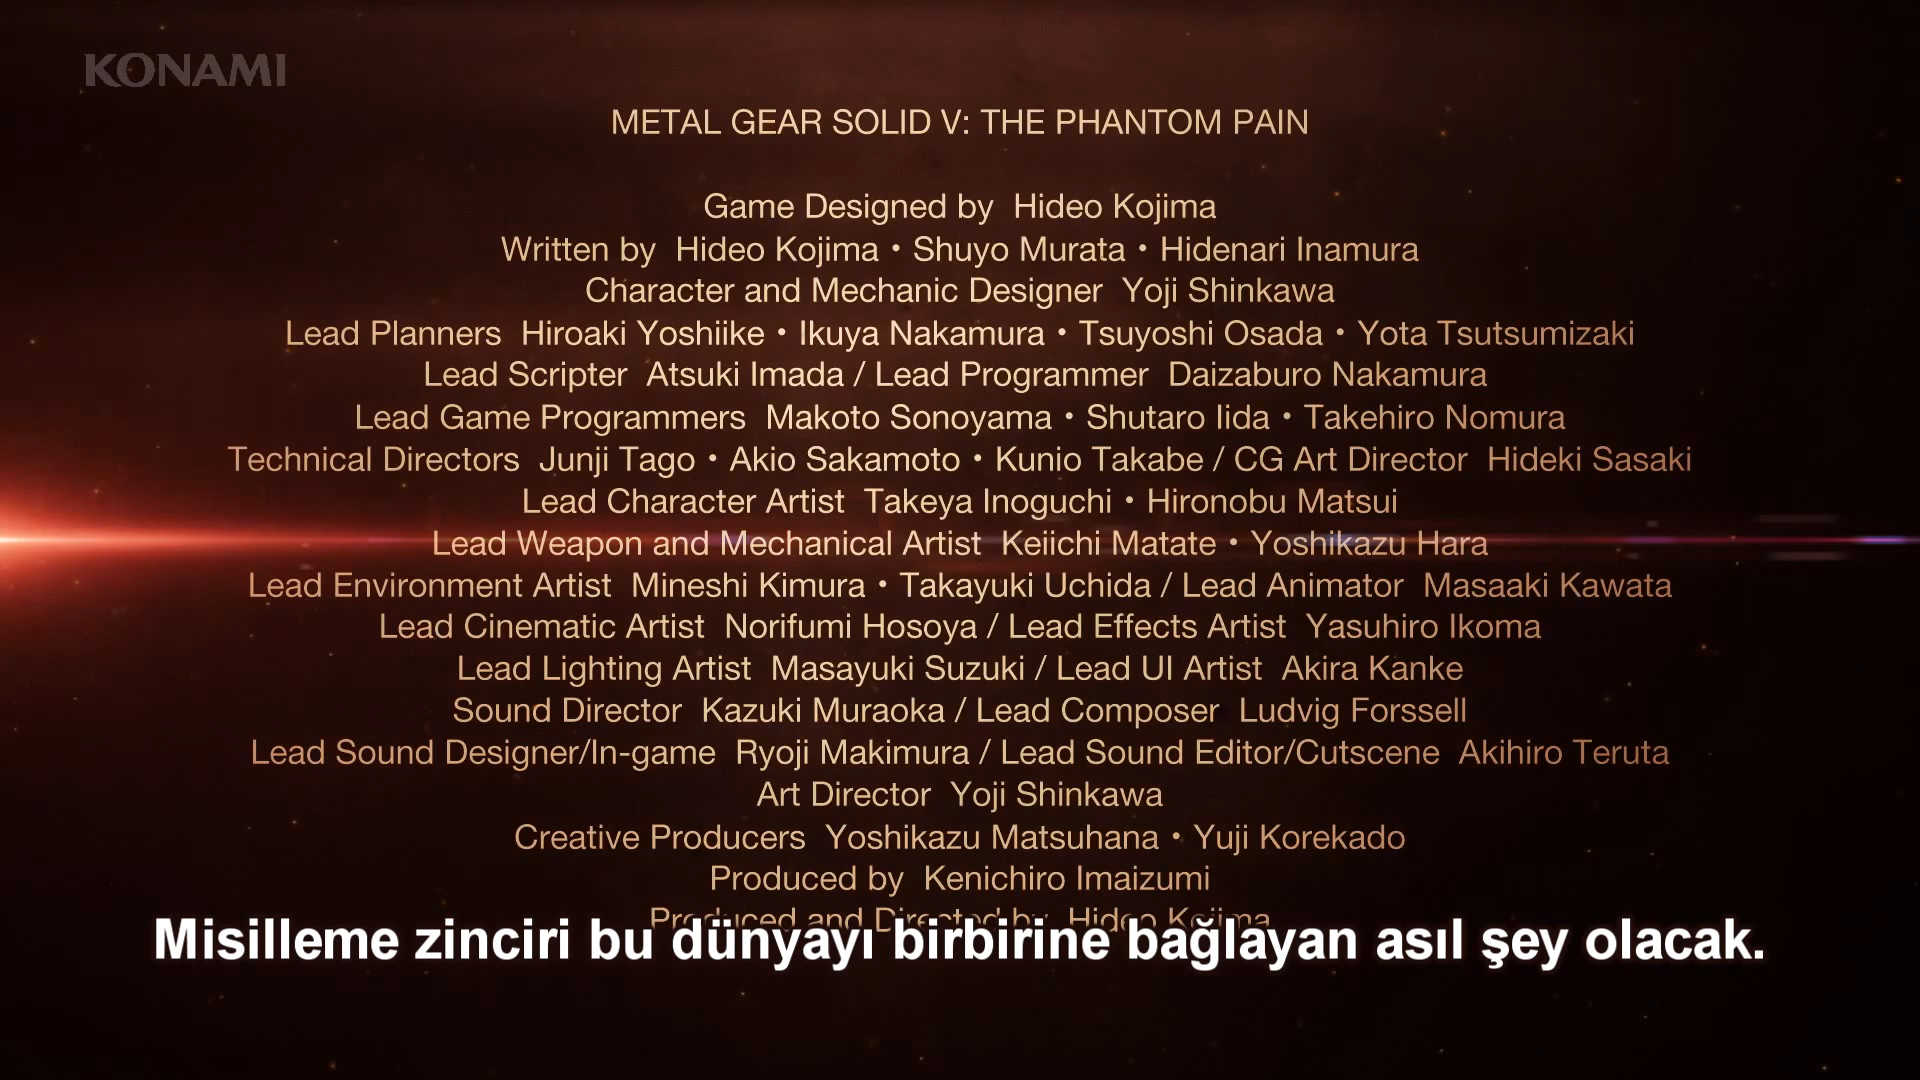 KONAMI
METAL GEAR SOLID V: THE PHANTOM PAIN
Game Designed by Hideo Kojima
Written by Hideo Kojima・Shuyo Murata・Hidenari Inamura
Character and Mechanic Designer Yoji Shinkawa
Lead Planners Hiroaki Yoshiike・Ikuya Nakamura・Tsuyoshi Osada・Yota Tsutsumizaki
Lead Scripter Atsuki Imada / Lead Programmer Daizaburo Nakamura
Lead Game Programmers Makoto Sonoyama・Shutaro Iida・Takehiro Nomura
Technical Directors Junji Tago・Akio Sakamoto・Kunio Takabe / CG Art Director Hideki Sasaki
Lead Character Artist Takeya Inoguchi・Hironobu Matsui
Lead Weapon and Mechanical Artist Keiichi Matate・Yoshikazu Hara
Lead Environment Artist Mineshi Kimura・Takayuki Uchida / Lead Animator Masaaki Kawata
Lead Cinematic Artist Norifumi Hosoya / Lead Effects Artist Yasuhiro Ikoma
Lead Lighting Artist Masayuki Suzuki / Lead UI Artist Akira Kanke
Sound Director Kazuki Muraoka / Lead Composer Ludvig Forssell
Lead Sound Designer/In-game Ryoji Makimura / Lead Sound Editor/Cutscene Akihiro Teruta
Art Director Yoji Shinkawa
Creative Producers Yoshikazu Matsuhana・Yuji Korekado
Produced by Kenichiro Imaizumi
Produced and Directed by Hideo Kojima
Misilleme zinciri bu dünyayı birbirine bağlayan asıl şey olacak.